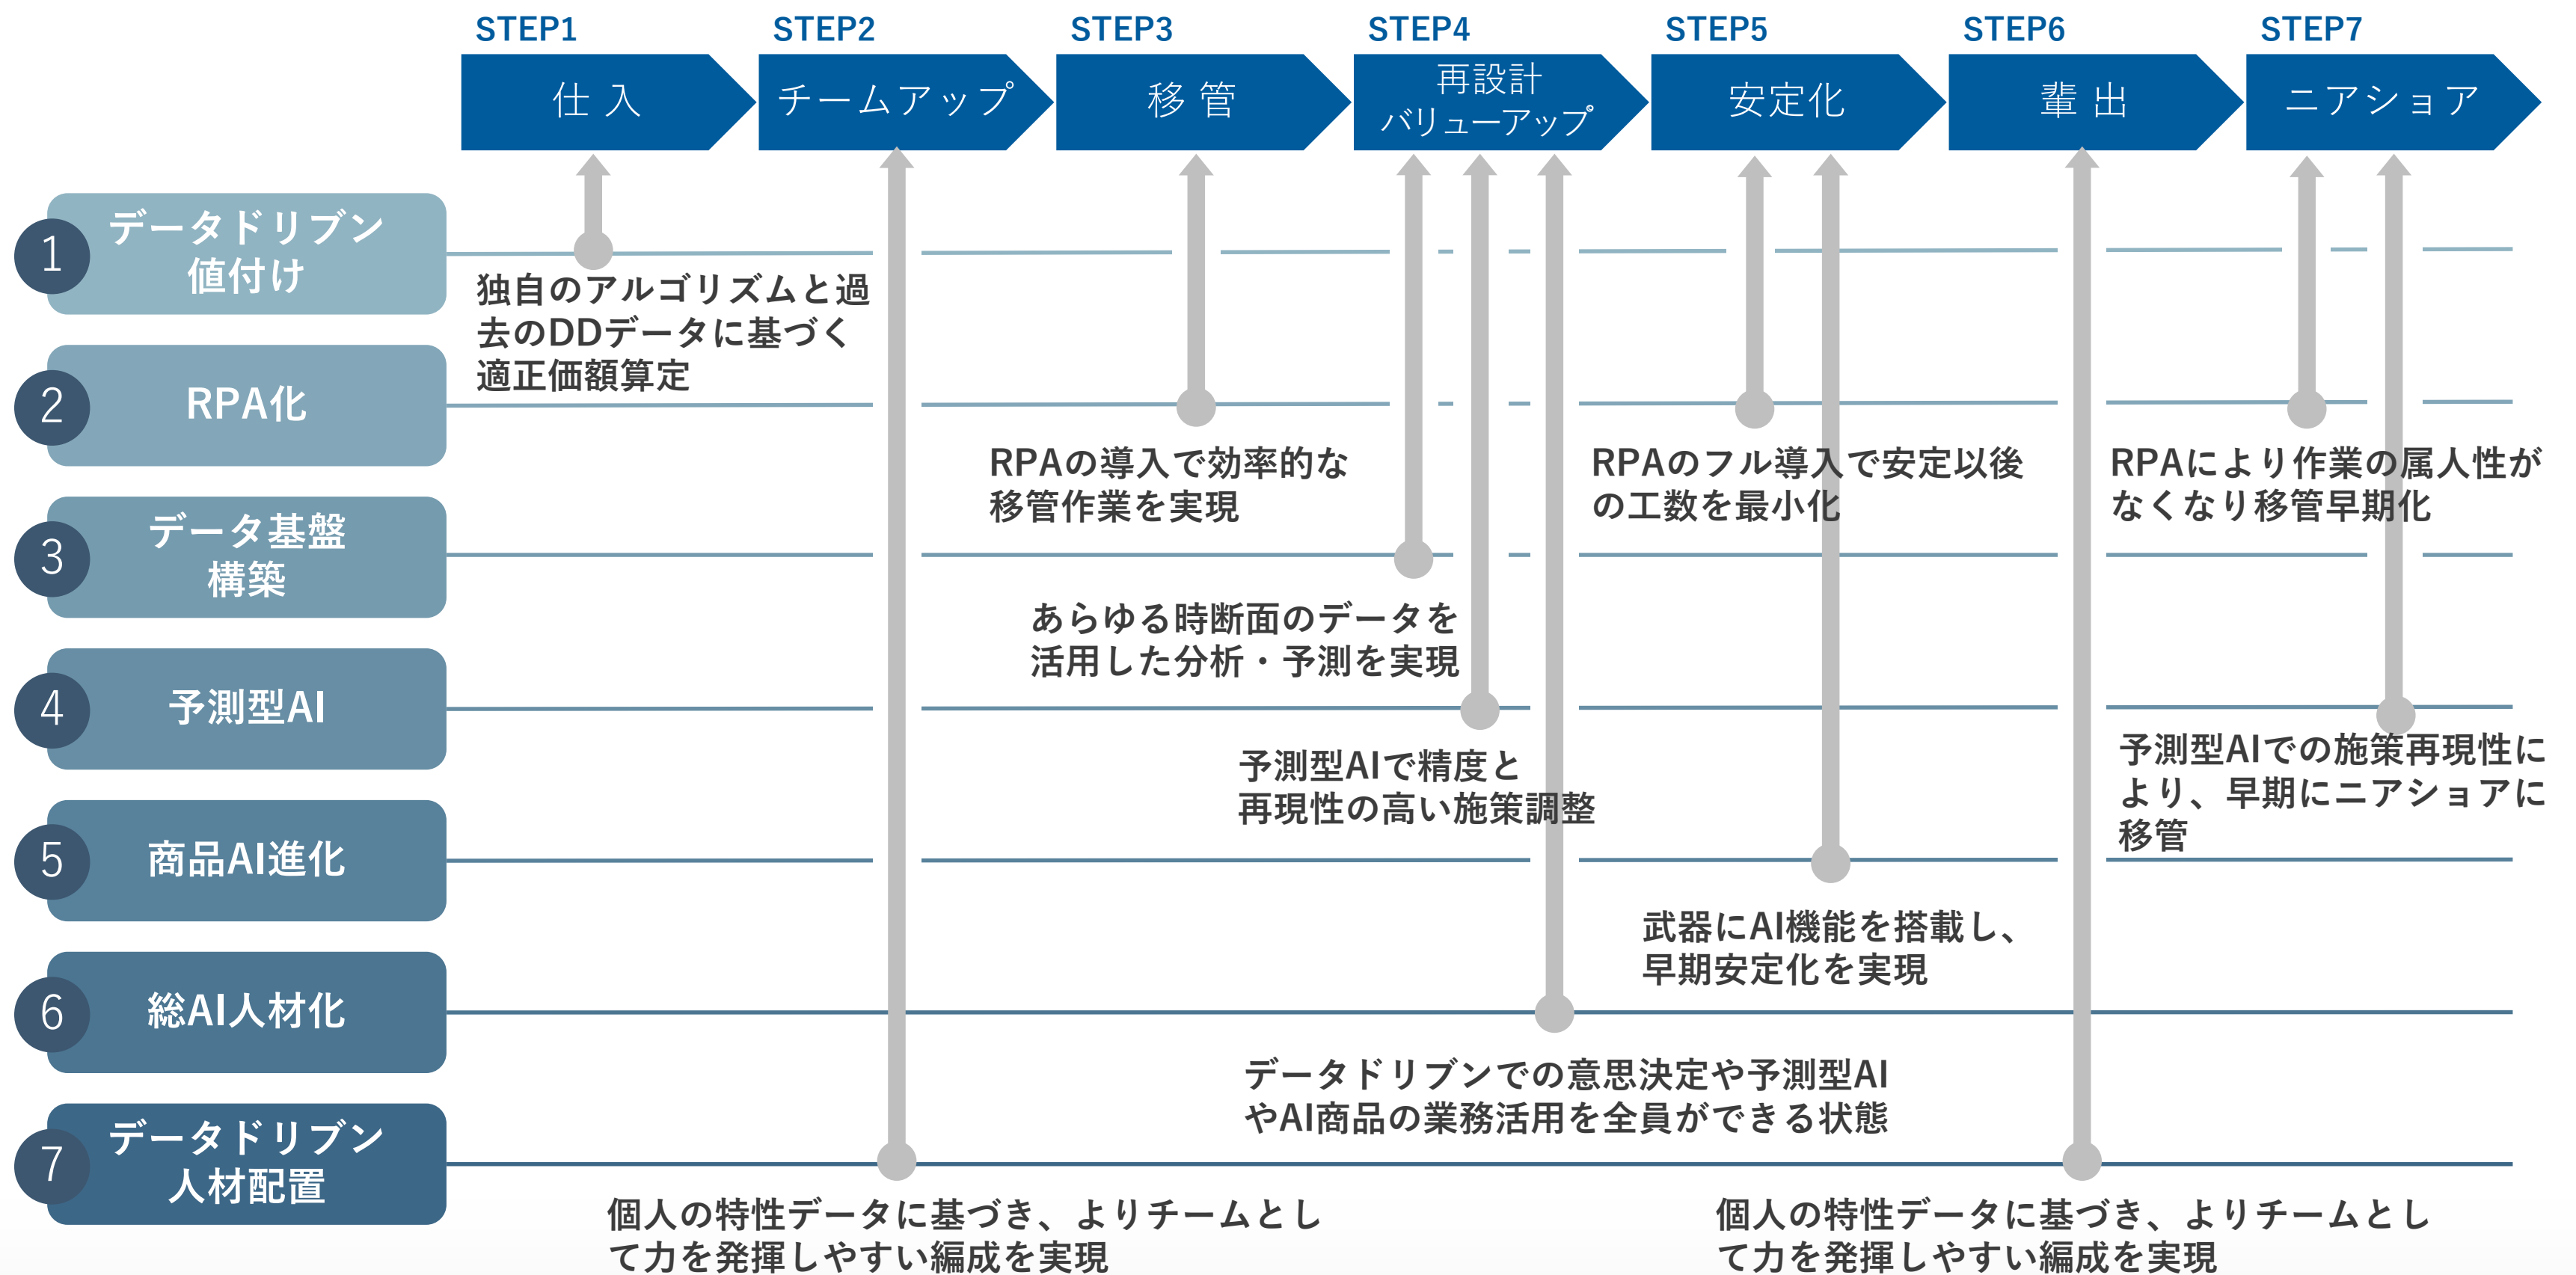 STEP1
STEP2
STEP3
STEP4
STEP5
STEP6
STEP7
仕 入
チームアップ
移 管
再設計
バリューアップ
安定化
輩 出
ニアショア
1
データドリブン
値付け
独自のアルゴリズムと過
去のDDデータに基づく
適正価額算定
2
RPA化
RPAの導入で効率的な
移管作業を実現
RPAのフル導入で安定以後
の工数を最小化
RPAにより作業の属人性が
なくなり移管早期化
3
データ基盤
構築
あらゆる時断面のデータを
活用した分析・予測を実現
4
予測型AI
予測型AIで精度と
再現性の高い施策調整
予測型AIでの施策再現性に
より、早期にニアショアに
移管
5
商品AI進化
武器にAI機能を搭載し、
早期安定化を実現
6
総AI人材化
データドリブンでの意思決定や予測型AI
やAI商品の業務活用を全員ができる状態
7
データドリブン
人材配置
個人の特性データに基づき、よりチームとし
て力を発揮しやすい編成を実現
個人の特性データに基づき、よりチームとし
て力を発揮しやすい編成を実現